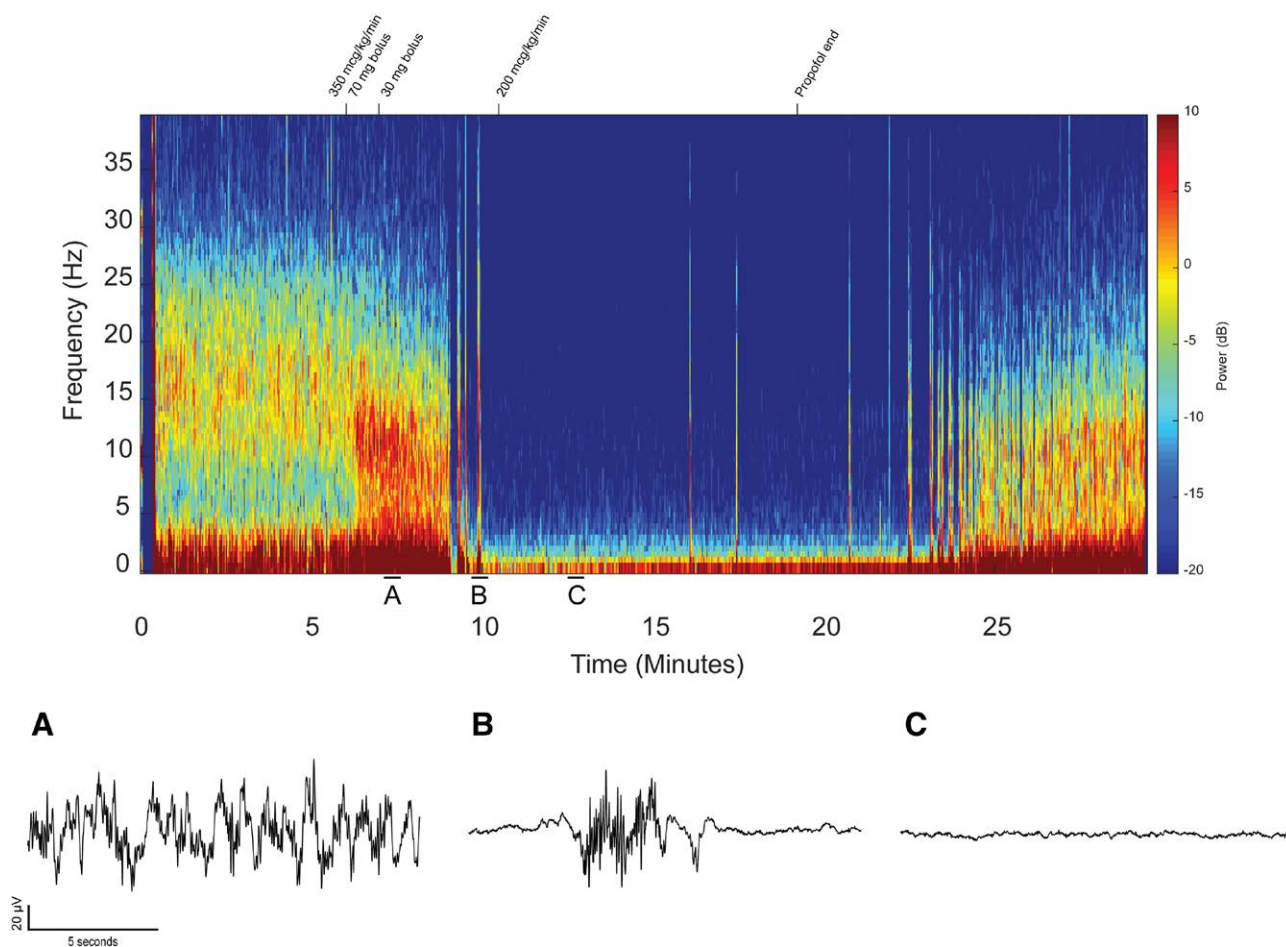 350 mcg/kg/min
70 mg bolus
30 mg bolus
200 mcg/kg/min
Propofol end
Frequency (Hz)
35
30
25
20
15
10
5
0
10
5
0
-5
-10
-15
-20
Power (dB)
A
B
C
0 5 10 15 20 25
Time (Minutes)
A
B
C
20 µV
5 seconds